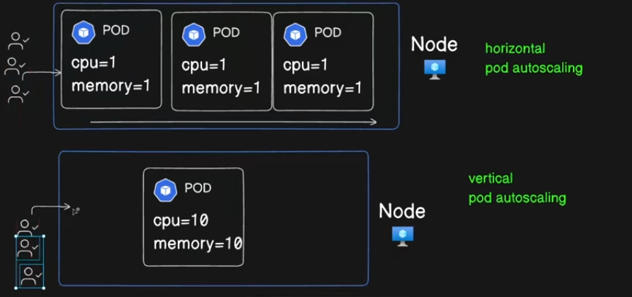 POD
cpu=1
memory=1
POD
cpu=1
memory=1
POD
cpu=1
memory=1
Node
horizontal
pod autoscaling
POD
cpu=10
memory=10
Node
vertical
pod autoscaling